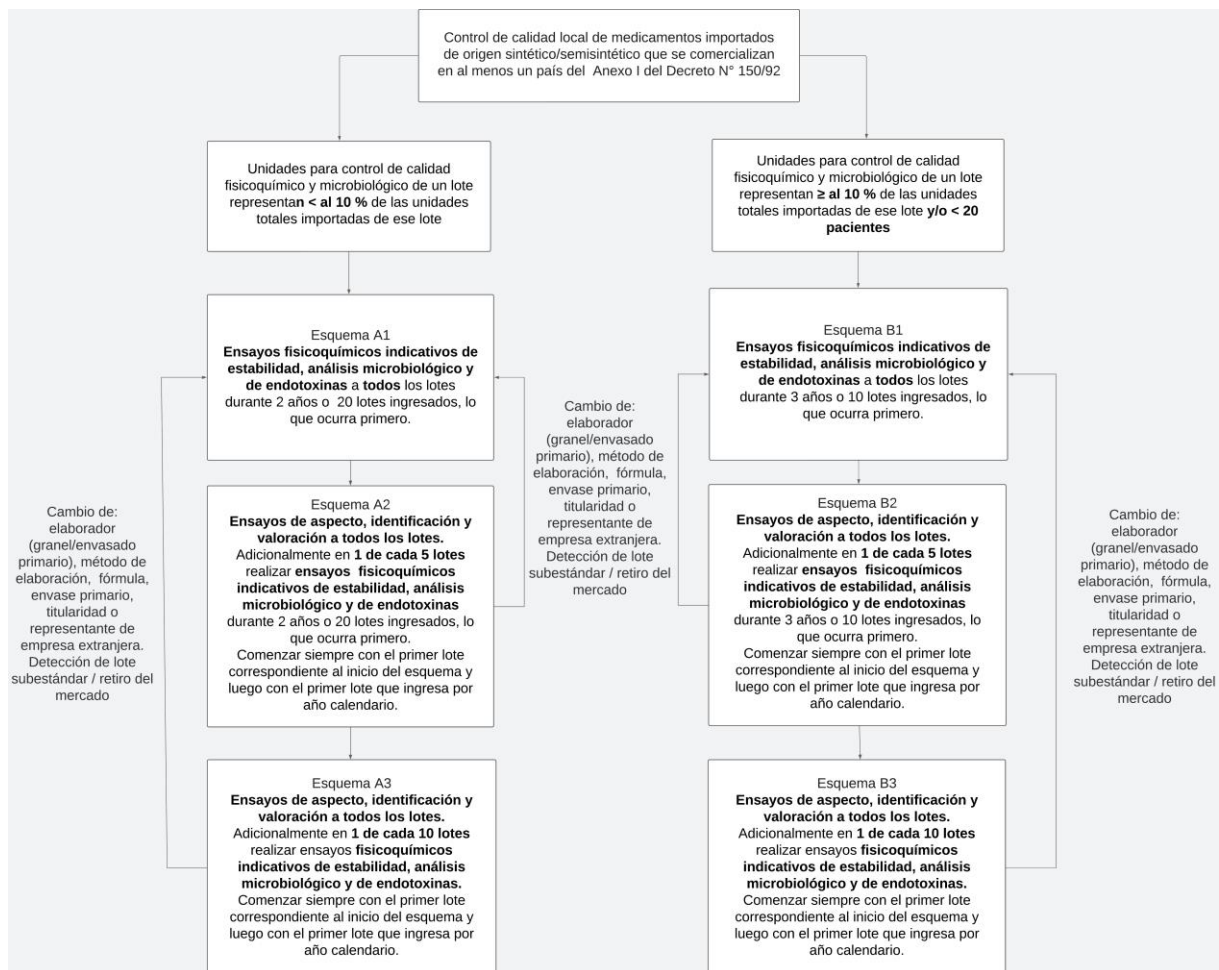 Control de calidad local de medicamentos importados
de origen sintético/semisintético que se comercializan
en al menos un país del Anexo I del Decreto N° 150/92
Unidades para control de calidad
fisicoquímico y microbiológico de un lote
representan < al 10 % de las unidades
totales importadas de ese lote
Unidades para control de calidad
fisicoquímico y microbiológico de un lote
representan ≥ al 10 % de las unidades
totales importadas de ese lote y/o < 20
pacientes
Esquema A1
Ensayos fisicoquímicos indicativos de
estabilidad, análisis microbiológico y
de endotoxinas a todos los lotes
durante 2 años o 20 lotes ingresados, lo
que ocurra primero.
Esquema B1
Ensayos fisicoquímicos indicativos de
estabilidad, análisis microbiológico y
de endotoxinas a todos los lotes
durante 3 años o 10 lotes ingresados, lo
que ocurra primero.
Cambio de:
elaborador
(granel/envasado
primario), método de
elaboración, fórmula,
envase primario,
titularidad o
representante de
empresa extranjera.
Detección de lote
subestándar / retiro del
mercado
Cambio de:
elaborador
(granel/envasado
primario), método de
elaboración, fórmula,
envase primario,
titularidad o
representante de
empresa extranjera.
Detección de lote
subestándar / retiro del
mercado
Esquema A2
Ensayos de aspecto, identificación y
valoración a todos los lotes.
Adicionalmente en 1 de cada 5 lotes
realizar ensayos fisicoquímicos
indicativos de estabilidad, análisis
microbiológico y de endotoxinas
durante 2 años o 20 lotes ingresados, lo
que ocurra primero.
Comenzar siempre con el primer lote
correspondiente al inicio del esquema y
luego con el primer lote que ingresa por
año calendario.
Esquema B2
Ensayos de aspecto, identificación y
valoración a todos los lotes.
Adicionalmente en 1 de cada 5 lotes
realizar ensayos fisicoquímicos
indicativos de estabilidad, análisis
microbiológico y de endotoxinas
durante 3 años o 10 lotes ingresados, lo
que ocurra primero.
Comenzar siempre con el primer lote
correspondiente al inicio del esquema y
luego con el primer lote que ingresa por
año calendario.
Cambio de:
elaborador
(granel/envasado
primario), método de
elaboración, fórmula,
envase primario,
titularidad o
representante de
empresa extranjera.
Detección de lote
subestándar / retiro del
mercado
Esquema A3
Ensayos de aspecto, identificación y
valoración a todos los lotes.
Adicionalmente en 1 de cada 10 lotes
realizar ensayos fisicoquímicos
indicativos de estabilidad, análisis
microbiológico y de endotoxinas.
Comenzar siempre con el primer lote
correspondiente al inicio del esquema y
luego con el primer lote que ingresa por
año calendario.
Esquema B3
Ensayos de aspecto, identificación y
valoración a todos los lotes.
Adicionalmente en 1 de cada 10 lotes
realizar ensayos fisicoquímicos
indicativos de estabilidad, análisis
microbiológico y de endotoxinas.
Comenzar siempre con el primer lote
correspondiente al inicio del esquema y
luego con el primer lote que ingresa por
año calendario.